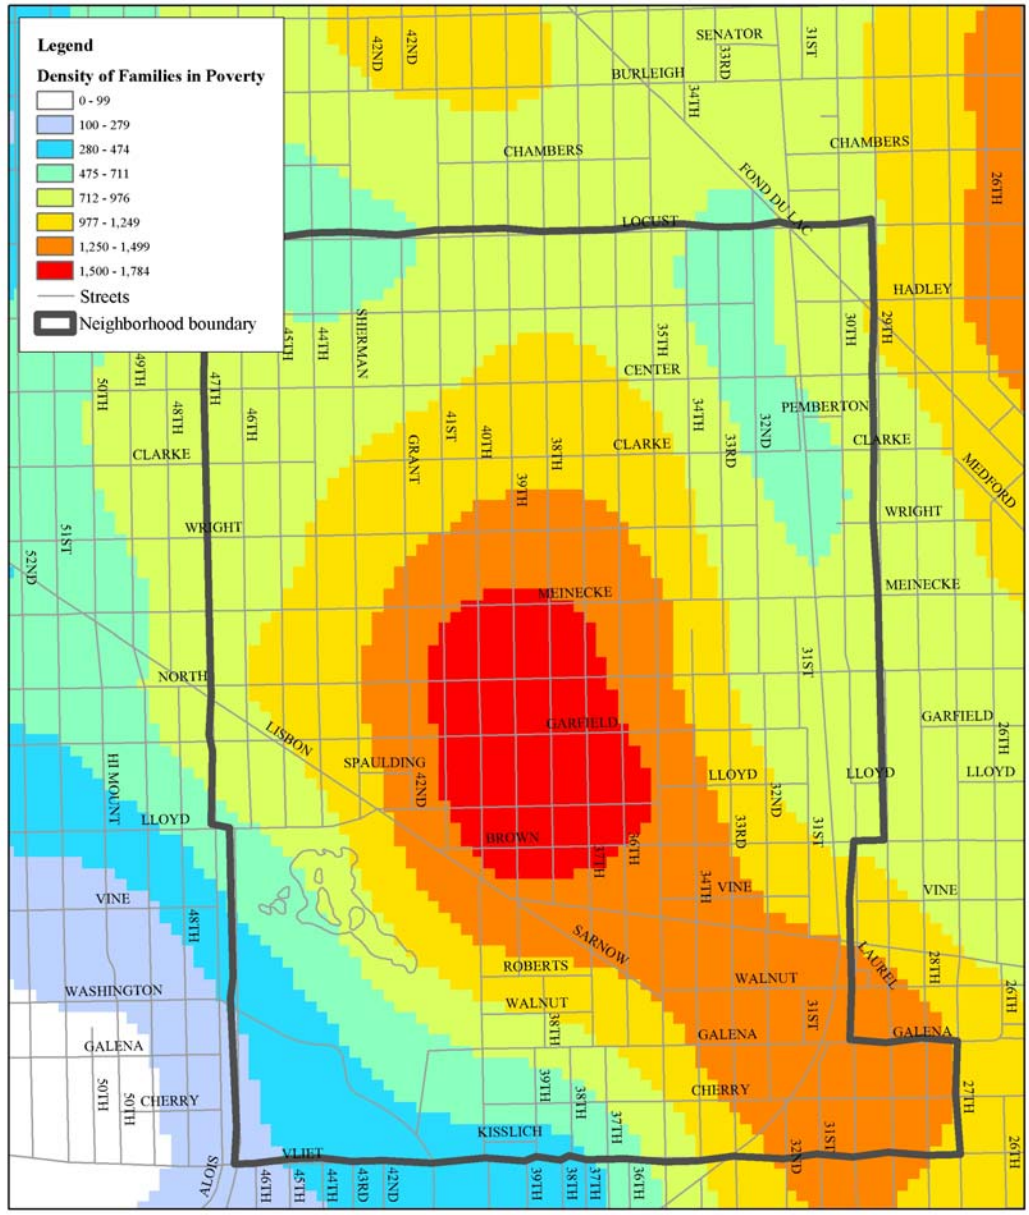 Legend
Density of Families in Poverty
0 - 99
100 - 279
280 - 474
475 - 711
712 - 976
977 - 1,249
1,250 - 1,499
1,500 - 1,784
Streets
Neighborhood boundary
42ND
42ND
SENATOR
33RD
31ST
BURLEIGH
34TH
CHAMBERS
CHAMBERS
FOND DU LAC
26TH
LOCUST
HADLEY
45TH
44TH
SHERMAN
35TH
30TH
29TH
49TH
50TH
47TH
CENTER
48TH
46TH
41ST
40TH
38TH
34TH
32ND
PEMBERTON
CLARKE
GRANT
39TH
CLARKE
33RD
CLARKE
MEDFORD
WRIGHT
WRIGHT
51ST
52ND
MEINECKE
MEINECKE
NORTH
31ST
LISBON
GARFIELD
GARFIELD
26TH
HI MOUNT
SPAULDING
42ND
LLOYD
32ND
LLOYD
LLOYD
LLOYD
BROWN
37TH
36TH
33RD
31ST
VINE
48TH
34TH
VINE
VINE
SARNOW
LAUREL
28TH
ROBERTS
WALNUT
26TH
WASHINGTON
WALNUT
38TH
31ST
GALENA
GALENA
GALENA
50TH
50TH
CHERRY
39TH
38TH
37TH
CHERRY
27TH
KISSLICH
31ST
32ND
26TH
VLIET
ALOIS
46TH
45TH
44TH
43RD
42ND
39TH
38TH
37TH
36TH